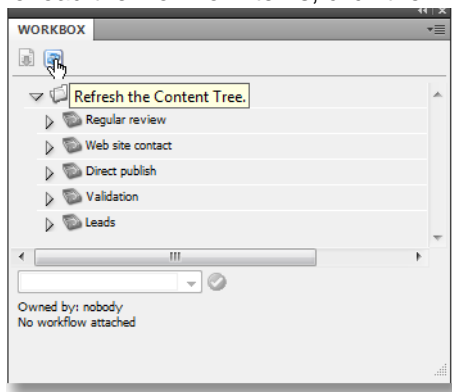 WORKBOX
Refresh the Content Tree.
Regular review
Web site contact
Direct publish
Validation
Leads
Owned by: nobody
No workflow attached